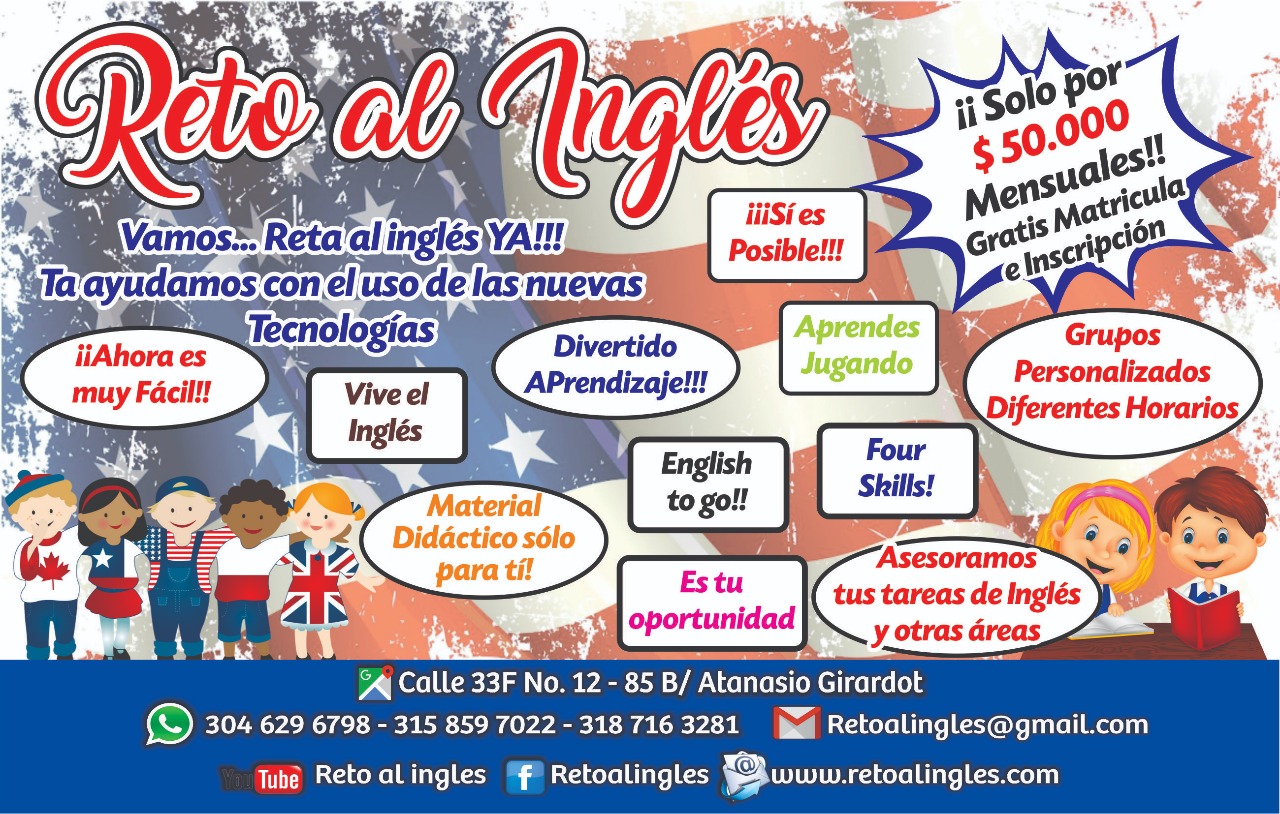 Reto al Inglés
¡¡ Solo por
$ 50.000
Mensuales!!
Gratis Matricula
e Inscripción
Vamos... Reta al inglés YA!!!
Ta ayudamos con el uso de las nuevas
Tecnologías
¡¡¡Sí es
Posible!!!
¡¡Ahora es
muy Fácil!!
Vive el
Inglés
Divertido
APrendizaje!!!
Aprendes
Jugando
Grupos
Personalizados
Diferentes Horarios
English
to go!!
Four
Skills!
Material
Didáctico sólo
para tí!
Es tu
oportunidad
Asesoramos
tus tareas de Inglés
y otras áreas
G
Calle 33F No. 12 - 85 B/ Atanasio Girardot
304 629 6798 - 315 859 7022 - 318 716 3281
Retoalingles@gmail.com
YouTube Reto al ingles
f Retoalingles
@ www.retoalingles.com